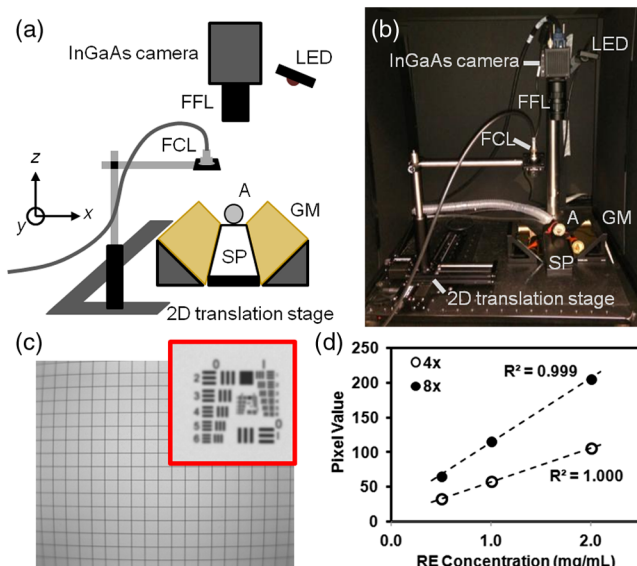 (a)
InGaAs camera
LED
FFL
FCL
z
y
x
A
GM
SP
2D translation stage
(b)
InGaAs camera
LED
FFL
FCL
A
GM
SP
2D translation stage
(c)
0 1
2
3
4
5
6
0
1
(d)
250
200
150
100
50
0
Pixel Value
4x
8x
R² = 0.999
R² = 1.000
0.0 1.0 2.0
RE Concentration (mg/mL)